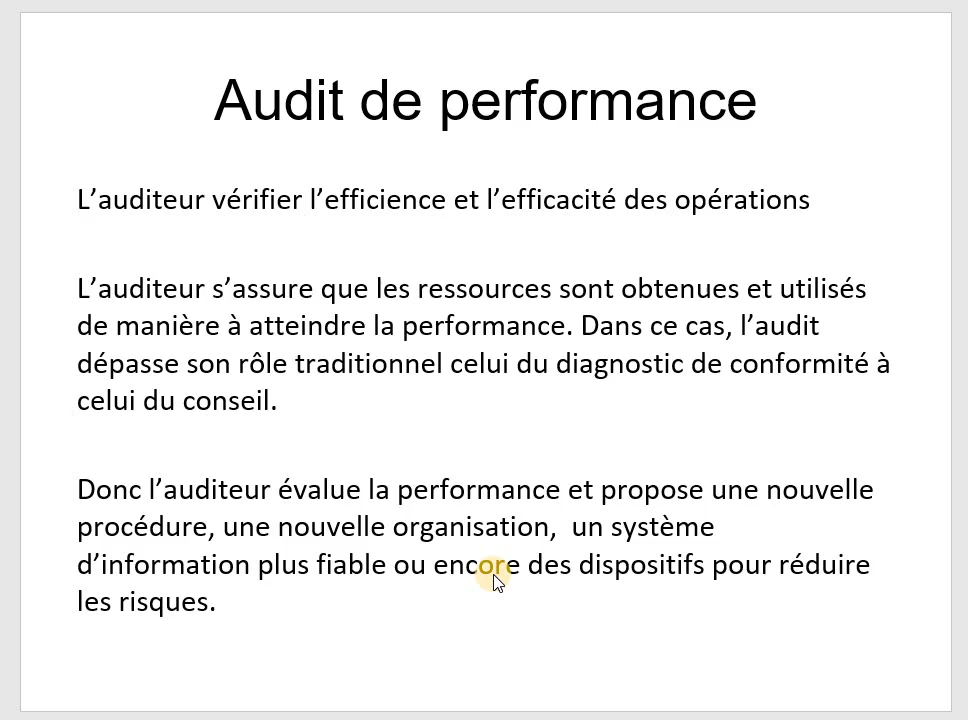 Audit de performance
L’auditeur vérifier l’efficience et l’efficacité des opérations
L’auditeur s’assure que les ressources sont obtenues et utilisés
de manière à atteindre la performance. Dans ce cas, l’audit
dépasse son rôle traditionnel celui du diagnostic de conformité à
celui du conseil.
Donc l’auditeur évalue la performance et propose une nouvelle
procédure, une nouvelle organisation,  un système
d’information plus fiable ou encore des dispositifs pour réduire
les risques.